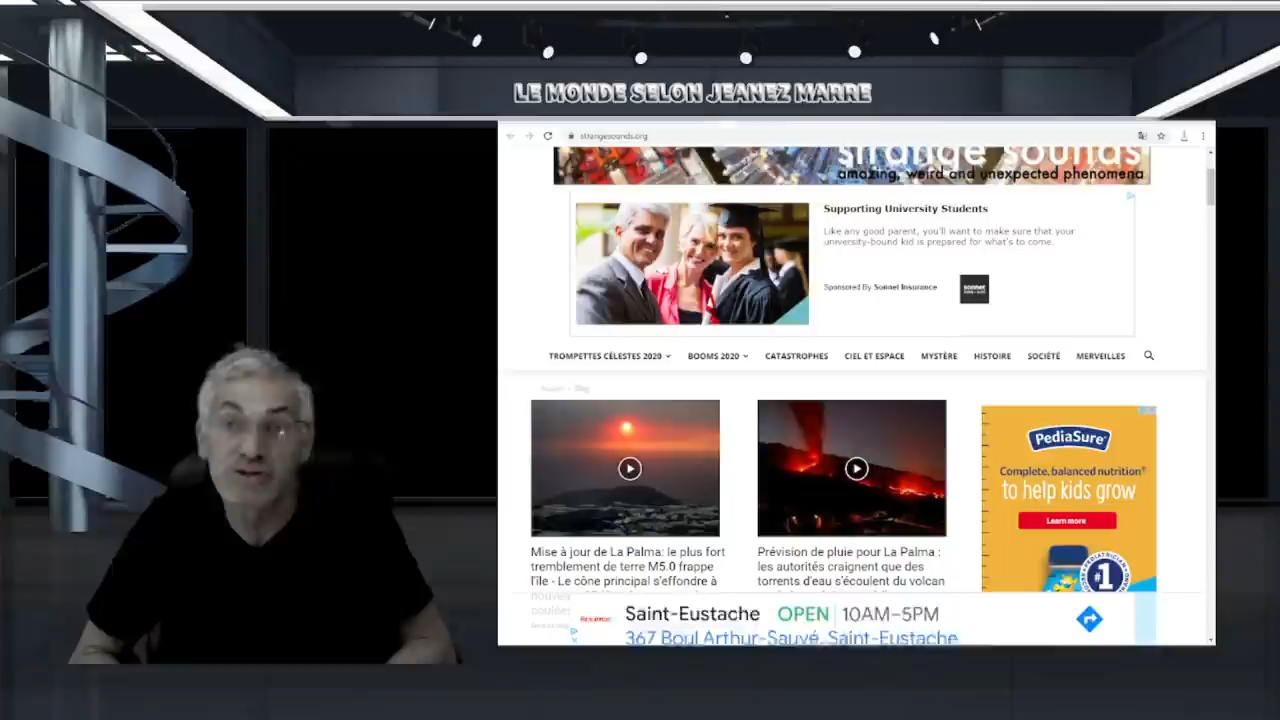 LE MONDE SELON JEANEZ MARRE
strangesounds.org
strange sounds
amazing, weird and unexpected phenomena
Supporting University Students
Like any good parent, you'll want to make sure that your
university-bound kid is prepared for what's to come.
Sponsored By Sonnet Insurance
sonnet
TROMPETTES CÉLESTES 2020
BOOMS 2020
CATASTROPHES
CIEL ET ESPACE
MYSTÈRE
HISTOIRE
SOCIÉTÉ
MERVEILLES
Blog
Mise à jour de La Palma: le plus fort
tremblement de terre M5.0 frappe
l'île - Le cône principal s'effondre à
Prévision de pluie pour La Palma :
les autorités craignent que des
torrents d'eau s'écoulent du volcan
PediaSure
Complete, balanced nutrition®
to help kids grow
Learn more
#1
Saint-Eustache OPEN 10AM–5PM
367 Boul Arthur-Sauvé, Saint-Eustache